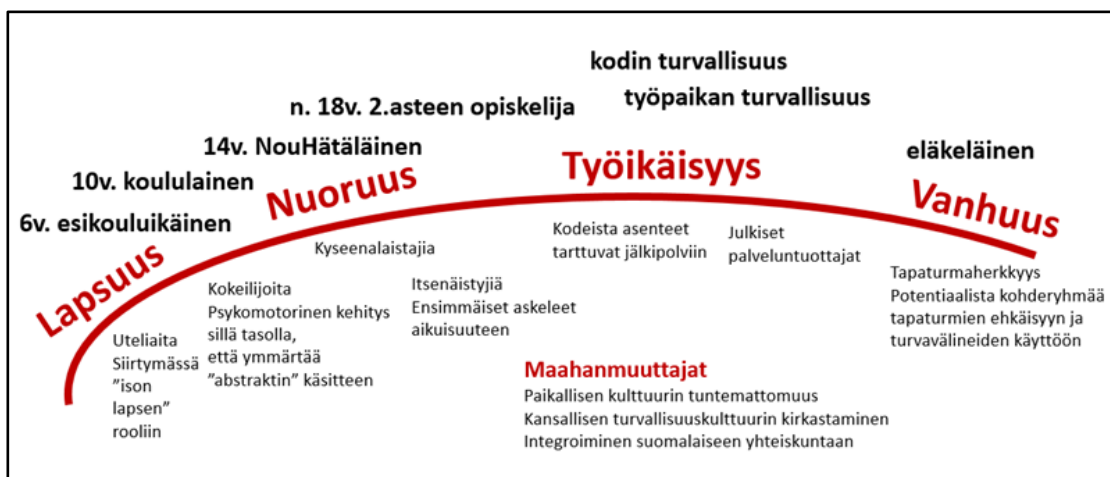 kodin turvallisuus
työpaikan turvallisuus
n. 18v. 2.asteen opiskelija
14v. NouHätäläinen
10v. koululainen
6v. esikouluikäinen
eläkeläinen
Lapsuus
Nuoruus
Työikäisyys
Vanhuus
Uteliaita
Siirtymässä
”ison
lapsen”
rooliin
Kokeilijoita
Psykomotorinen kehitys
sillä tasolla,
että ymmärtää
”abstraktin” käsitteen
Kyseenalaistajia
Itsenäistyjiä
Ensimmäiset askeleet
aikuisuuteen
Kodeista asenteet
tarttuvat jälkipolviin
Julkiset
palveluntuottajat
Tapaturmaherkkyys
Potentiaalista kohderyhmää
tapaturmien ehkäisyyn ja
turvavälineiden käyttöön
Maahanmuuttajat
Paikallisen kulttuurin tuntemattomuus
Kansallisen turvallisuuskulttuurin kirkastaminen
Integroiminen suomalaiseen yhteiskuntaan